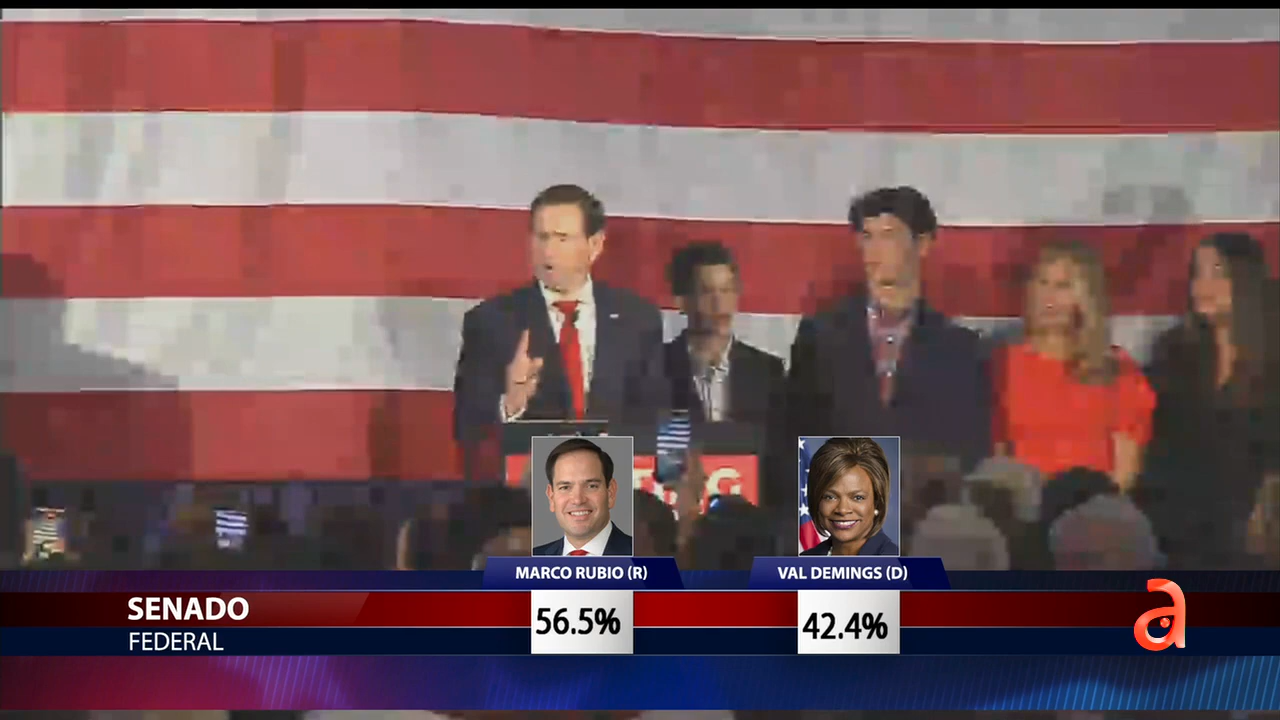 MARCO RUBIO (R)
VAL DEMINGS (D)
SENADO
56.5%
42.4%
FEDERAL
a